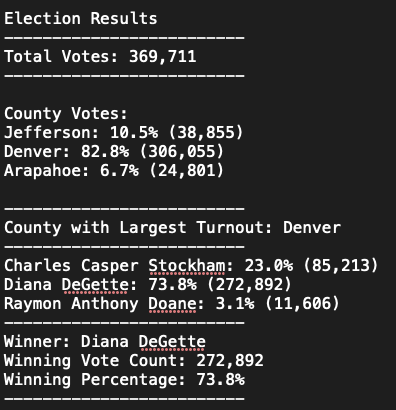 Election Results
-------------------------
Total Votes: 369,711
-------------------------
County Votes:
Jefferson: 10.5% (38,855)
Denver: 82.8% (306,055)
Arapahoe: 6.7% (24,801)
-------------------------
County with Largest Turnout: Denver
-------------------------
Charles Casper Stockham: 23.0% (85,213)
Diana DeGette: 73.8% (272,892)
Raymon Anthony Doane: 3.1% (11,606)
-------------------------
Winner: Diana DeGette
Winning Vote Count: 272,892
Winning Percentage: 73.8%
-------------------------